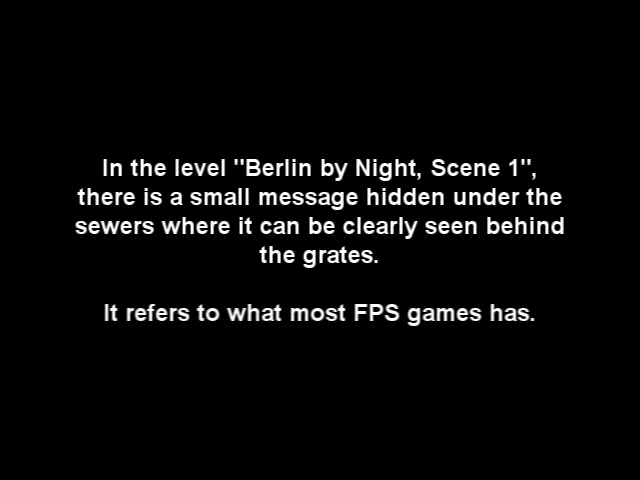 In the level "Berlin by Night, Scene 1",
there is a small message hidden under the
sewers where it can be clearly seen behind
the grates.
It refers to what most FPS games has.